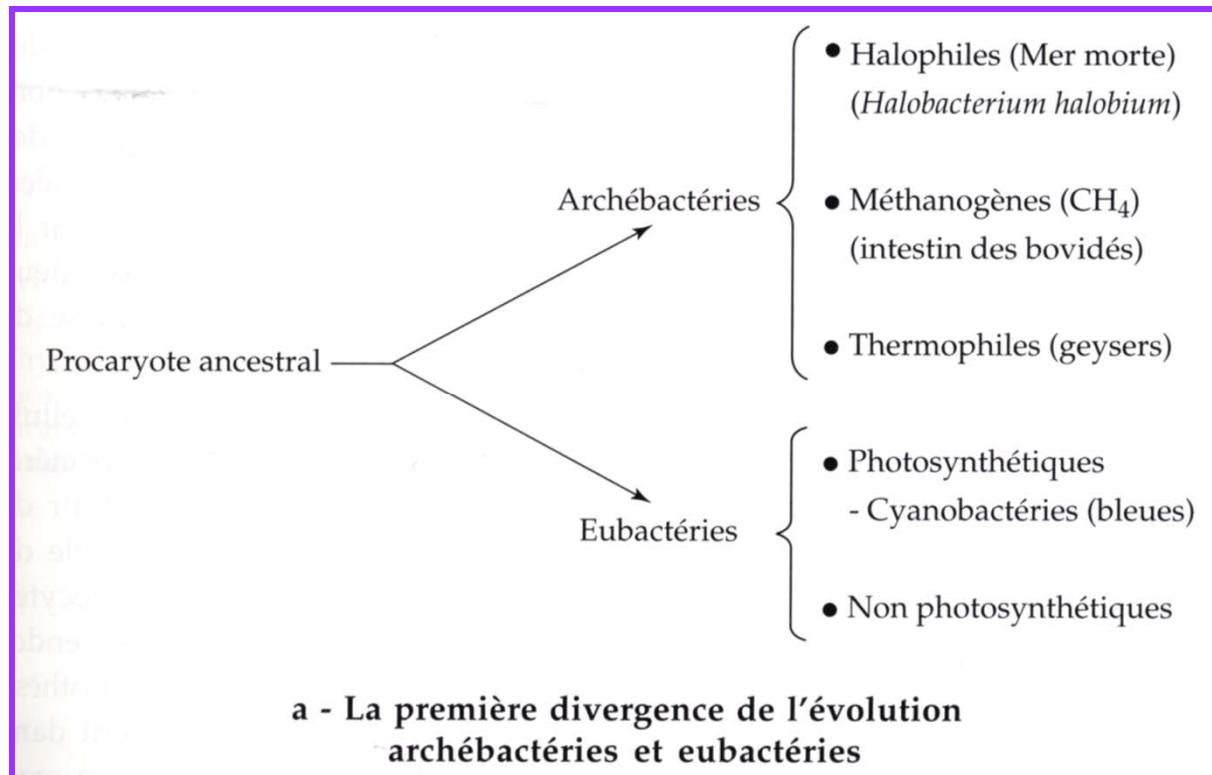 ● Halophiles (Mer morte)
(Halobacterium halobium)
Archébactéries
● Méthanogènes (CH₄)
(intestin des bovidés)
● Thermophiles (geysers)
Procaryote ancestral
Eubactéries
● Photosynthétiques
- Cyanobactéries (bleues)
● Non photosynthétiques
a - La première divergence de l'évolution
archébactéries et eubactéries